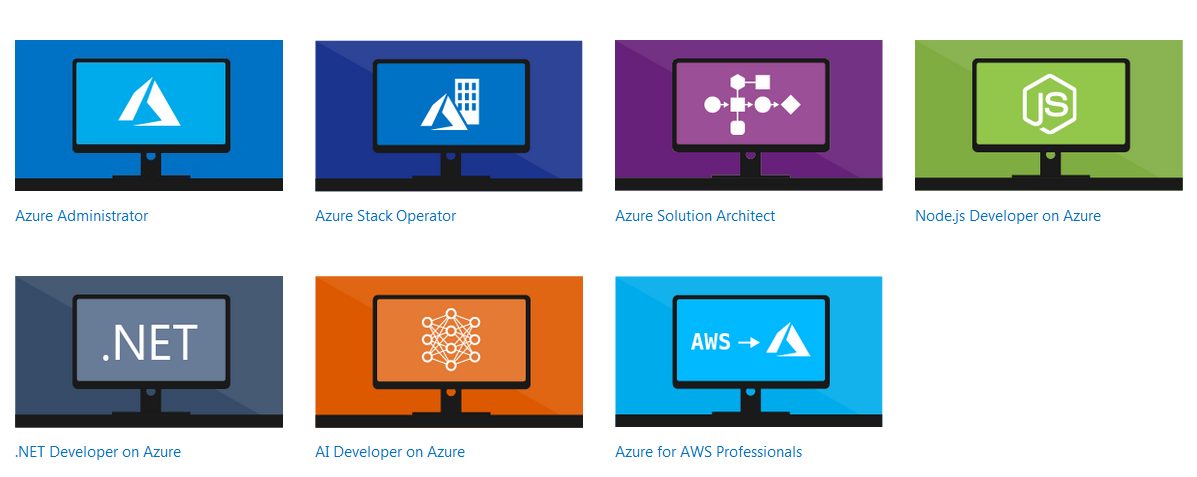 JS
Azure Administrator
Azure Stack Operator
Azure Solution Architect
Node.js Developer on Azure
.NET
AWS
.NET Developer on Azure
AI Developer on Azure
Azure for AWS Professionals